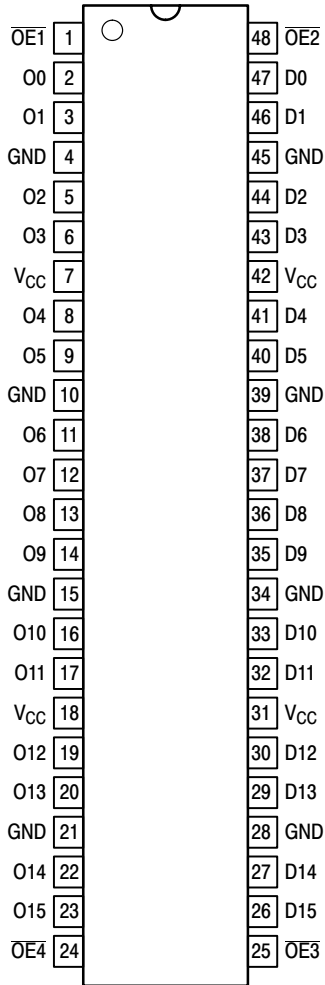 O̅E̅1̅ 1 48 O̅E̅2̅
O0 2 47 D0
O1 3 46 D1
GND 4 45 GND
O2 5 44 D2
O3 6 43 D3
VCC 7 42 VCC
O4 8 41 D4
O5 9 40 D5
GND 10 39 GND
O6 11 38 D6
O7 12 37 D7
O8 13 36 D8
O9 14 35 D9
GND 15 34 GND
O10 16 33 D10
O11 17 32 D11
VCC 18 31 VCC
O12 19 30 D12
O13 20 29 D13
GND 21 28 GND
O14 22 27 D14
O15 23 26 D15
O̅E̅4̅ 24 25 O̅E̅3̅